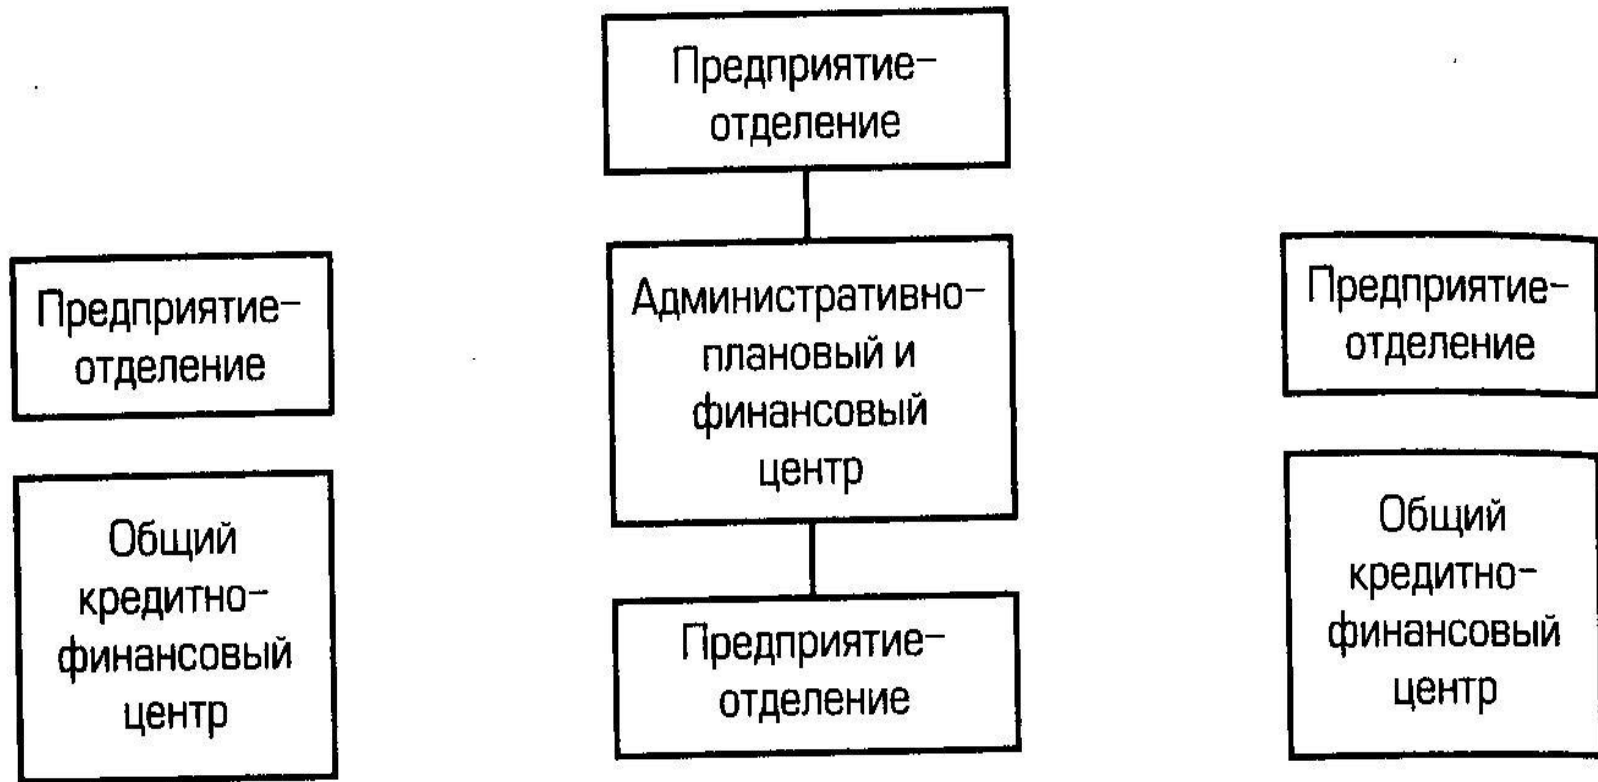 Предприятие-
отделение
Предприятие-
отделение
Общий
кредитно-
финансовый
центр
Административно-
плановый и
финансовый
центр
Предприятие-
отделение
Предприятие-
отделение
Общий
кредитно-
финансовый
центр